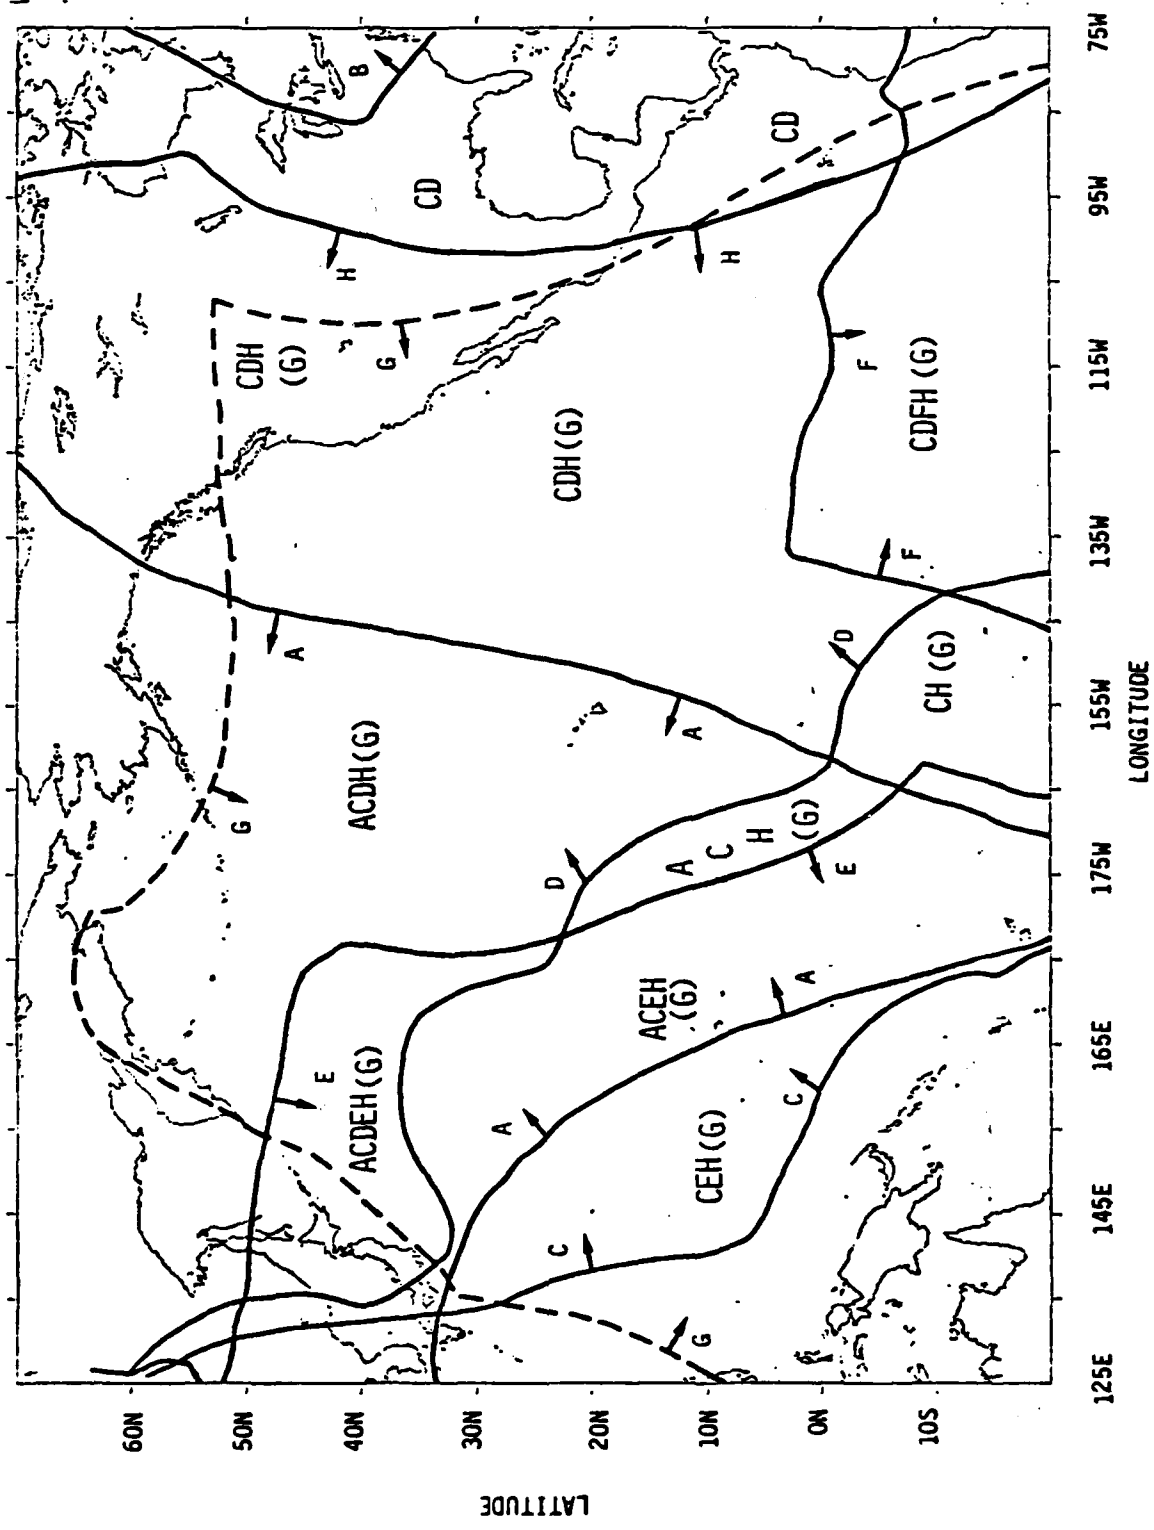 60N
50N
40N
30N
20N
10N
0N
10S
LATITUDE
125E
145E
165E
175W
155W
135W
115W
95W
75W
LONGITUDE
B
CD
CD
H
H
G
CDH
(G)
CDH(G)
F
CDFH(G)
F
A
D
CH(G)
A
ACDH(G)
G
D
A
C
H
(G)
E
E
ACDEH(G)
ACEH
(G)
A
A
C
CEH(G)
C
G